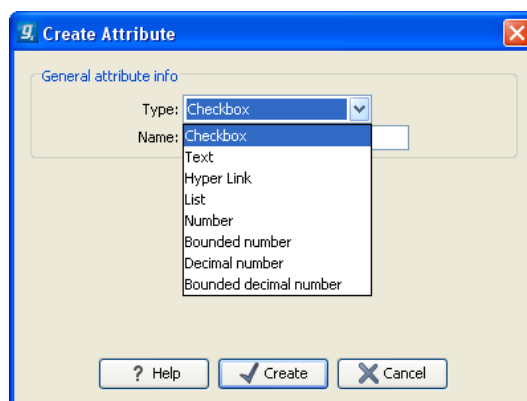 g. Create Attribute
General attribute info
Type: Checkbox
Name: Checkbox
Text
Hyper Link
List
Number
Bounded number
Decimal number
Bounded decimal number
? Help Create Cancel